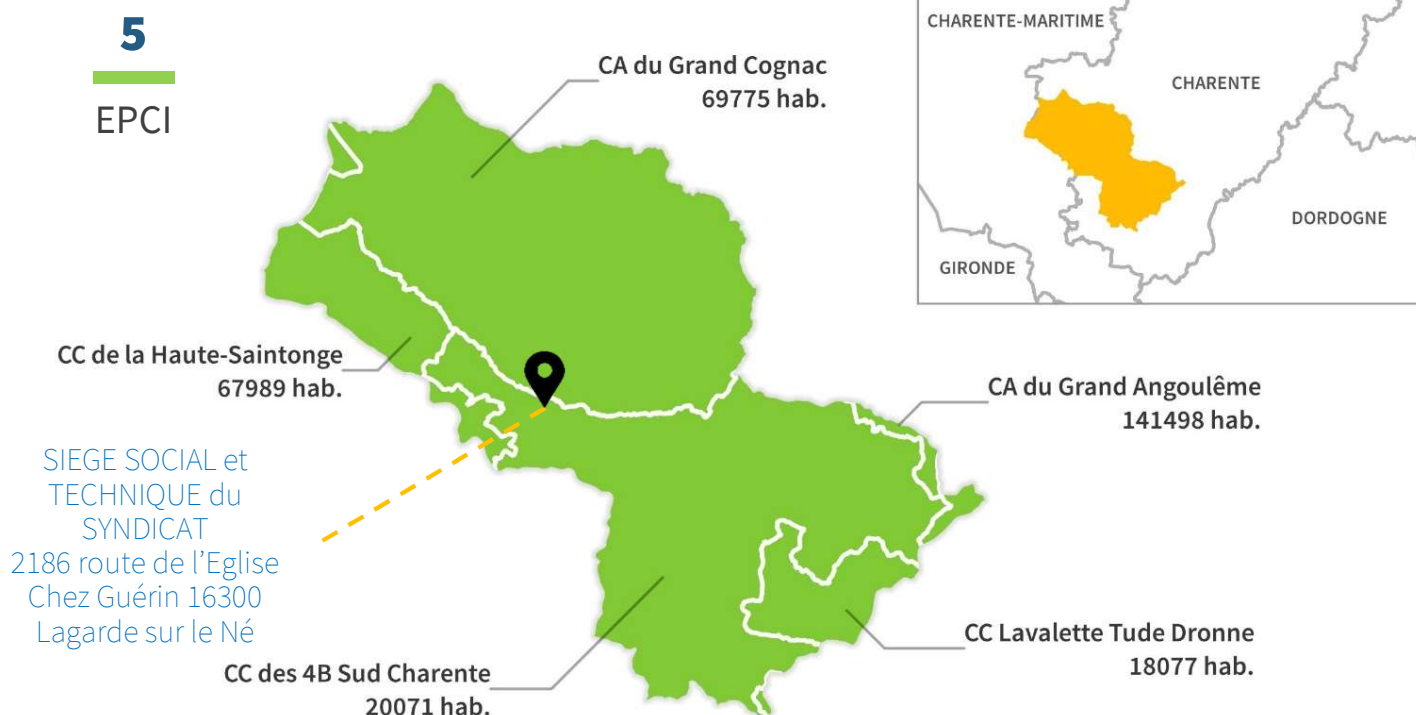 5
EPCI
CA du Grand Cognac
69775 hab.
CHARENTE-MARITIME
CHARENTE
DORDOGNE
GIRONDE
CC de la Haute-Saintonge
67989 hab.
CA du Grand Angoulême
141498 hab.
SIEGE SOCIAL et
TECHNIQUE du
SYNDICAT
2186 route de l’Eglise
Chez Guérin 16300
Lagarde sur le Né
CC Lavalette Tude Dronne
18077 hab.
CC des 4B Sud Charente
20071 hab.